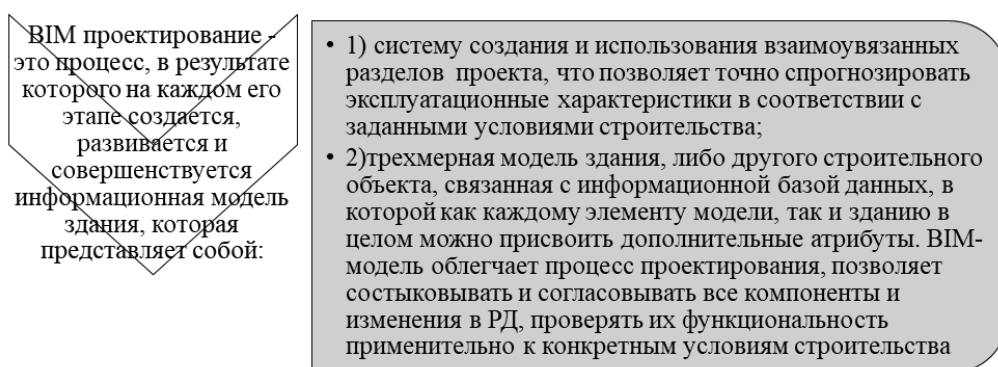 BIM проектирование -
это процесс, в результате
которого на каждом его
этапе создается,
развивается и
совершенствуется
информационная модель
здания, которая
представляет собой:
• 1) систему создания и использования взаимоувязанных
разделов проекта, что позволяет точно спрогнозировать
эксплуатационные характеристики в соответствии с
заданными условиями строительства;
• 2)трехмерная модель здания, либо другого строительного
объекта, связанная с информационной базой данных, в
которой как каждому элементу модели, так и зданию в
целом можно присвоить дополнительные атрибуты. BIM-
модель облегчает процесс проектирования, позволяет
состыковывать и согласовывать все компоненты и
изменения в РД, проверять их функциональность
применительно к конкретным условиям строительства